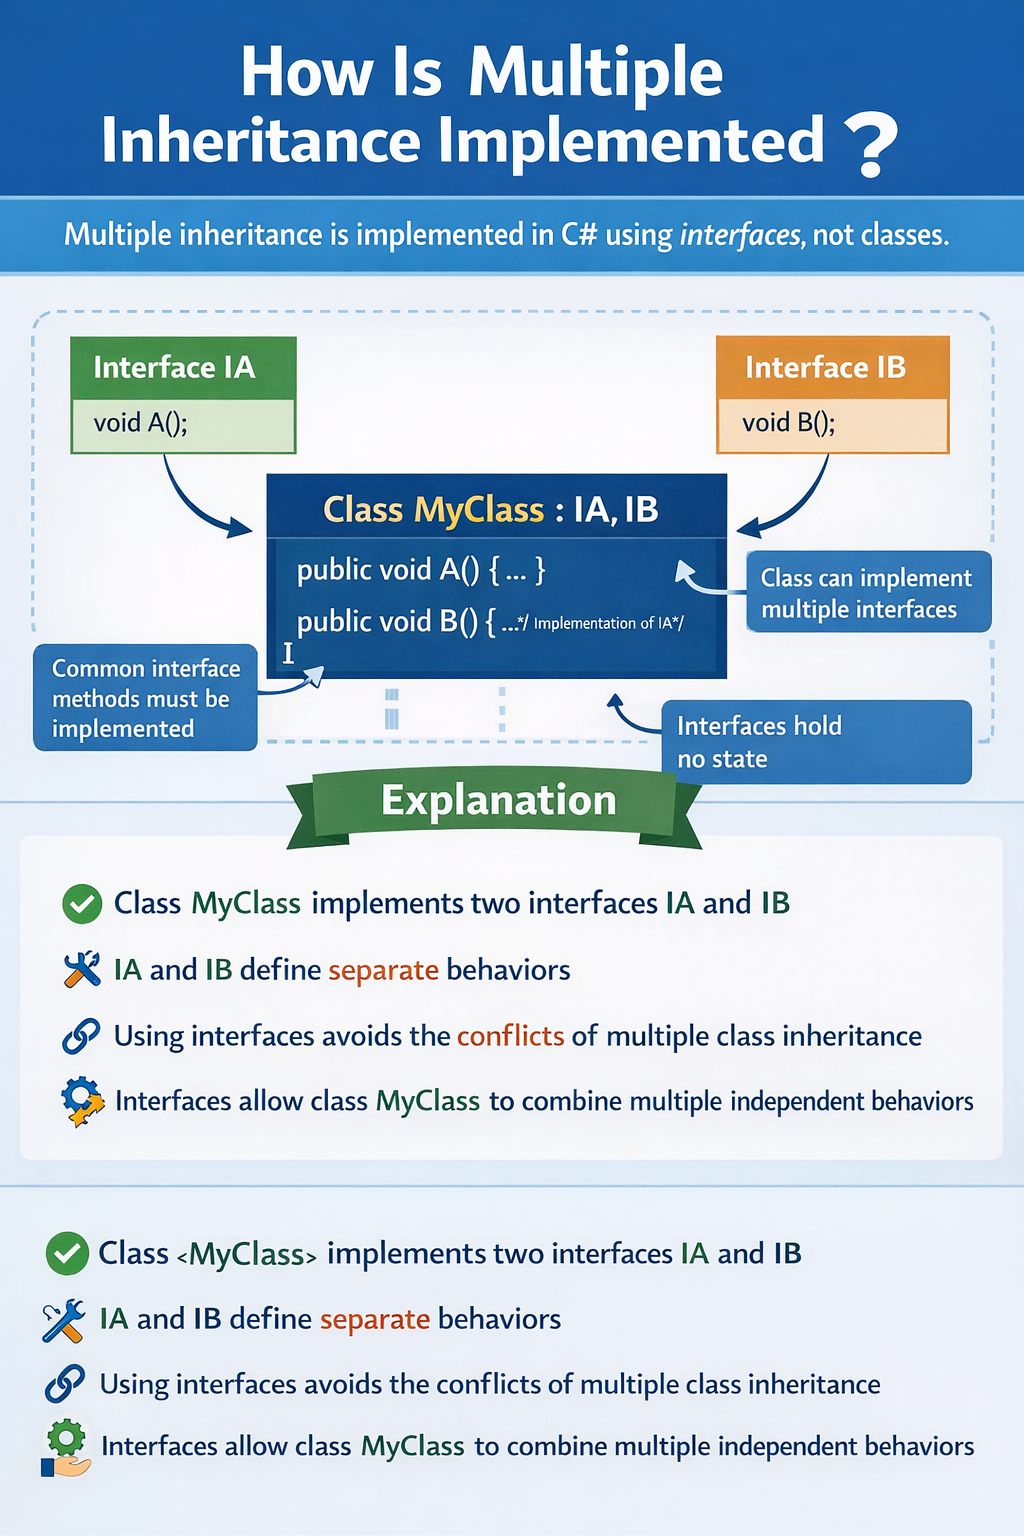 How Is Multiple
Inheritance Implemented ?
Multiple inheritance is implemented in C# using interfaces, not classes.
Interface IA
void A();
Interface IB
void B();
Class MyClass : IA, IB
public void A() { ... }
public void B() { ...*/ Implementation of IA*/
I
Class can implement
multiple interfaces
Common interface
methods must be
implemented
Interfaces hold
no state
Explanation
Class MyClass implements two interfaces IA and IB
IA and IB define separate behaviors
Using interfaces avoids the conflicts of multiple class inheritance
Interfaces allow class MyClass to combine multiple independent behaviors
Class <MyClass> implements two interfaces IA and IB
IA and IB define separate behaviors
Using interfaces avoids the conflicts of multiple class inheritance
Interfaces allow class MyClass to combine multiple independent behaviors